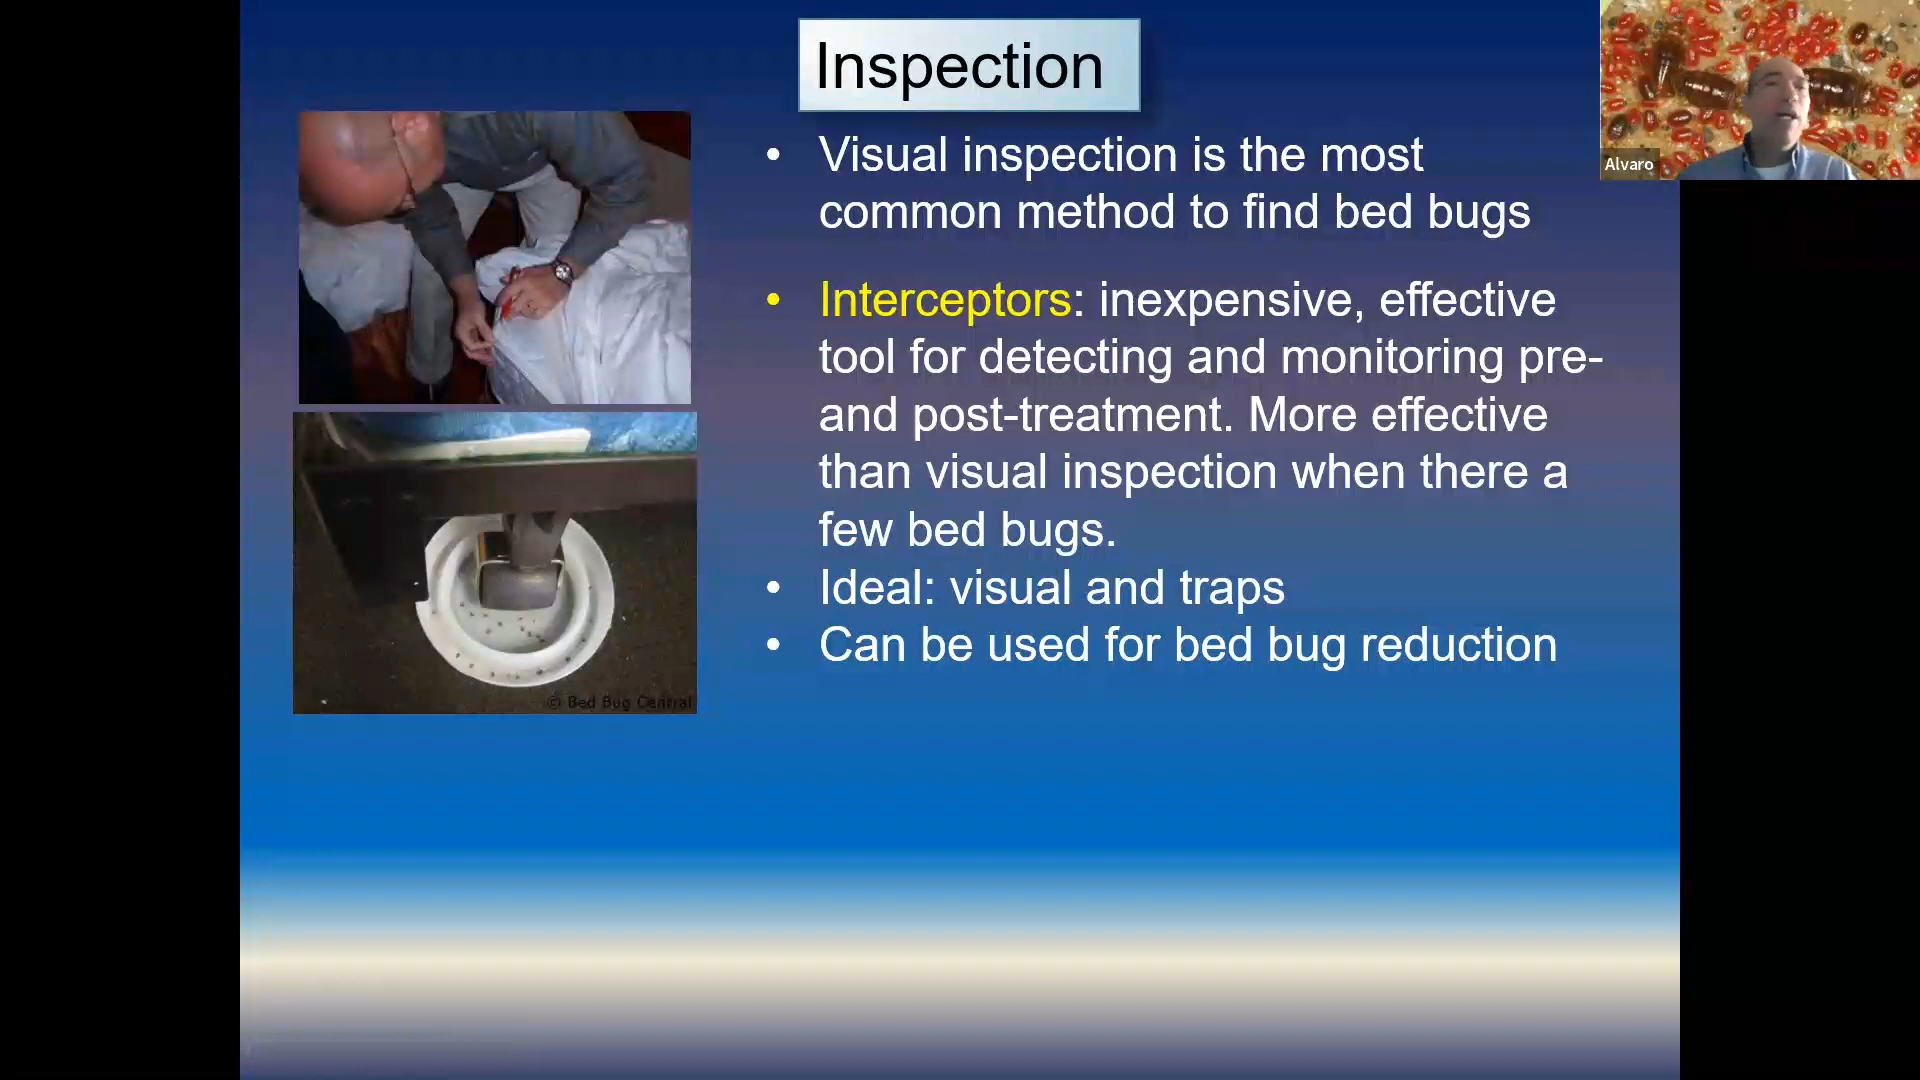 Inspection
• Visual inspection is the most
common method to find bed bugs
• Interceptors: inexpensive, effective
tool for detecting and monitoring pre-
and post-treatment. More effective
than visual inspection when there a
few bed bugs.
• Ideal: visual and traps
• Can be used for bed bug reduction
© Bed Bug Central
Alvaro